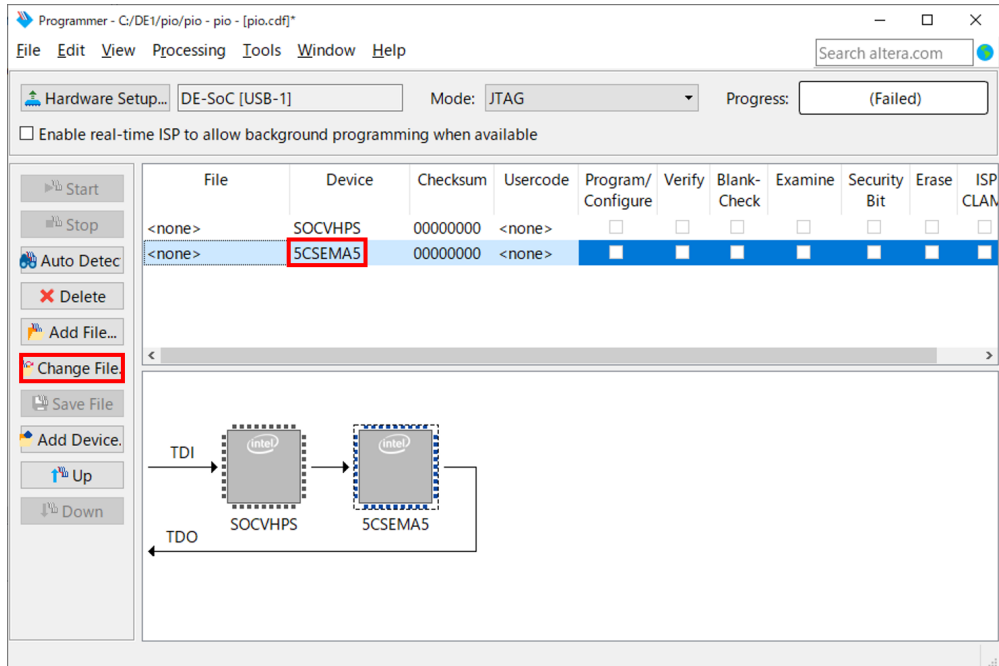 Programmer - C:/DE1/pio/pio - pio - [pio.cdf]*
File Edit View Processing Tools Window Help
Search altera.com
Hardware Setup... DE-SoC [USB-1] Mode: JTAG Progress: (Failed)
Enable real-time ISP to allow background programming when available
Start
Stop
Auto Detec
Delete
Add File...
Change File.
Save File
Add Device.
Up
Down
File Device Checksum Usercode Program/ Configure Verify Blank- Check Examine Security Bit Erase ISP CLAM
<none> SOCVHPS 00000000 <none>
<none> 5CSEMA5 00000000 <none>
TDI
intel
intel
SOCVHPS
5CSEMA5
TDO